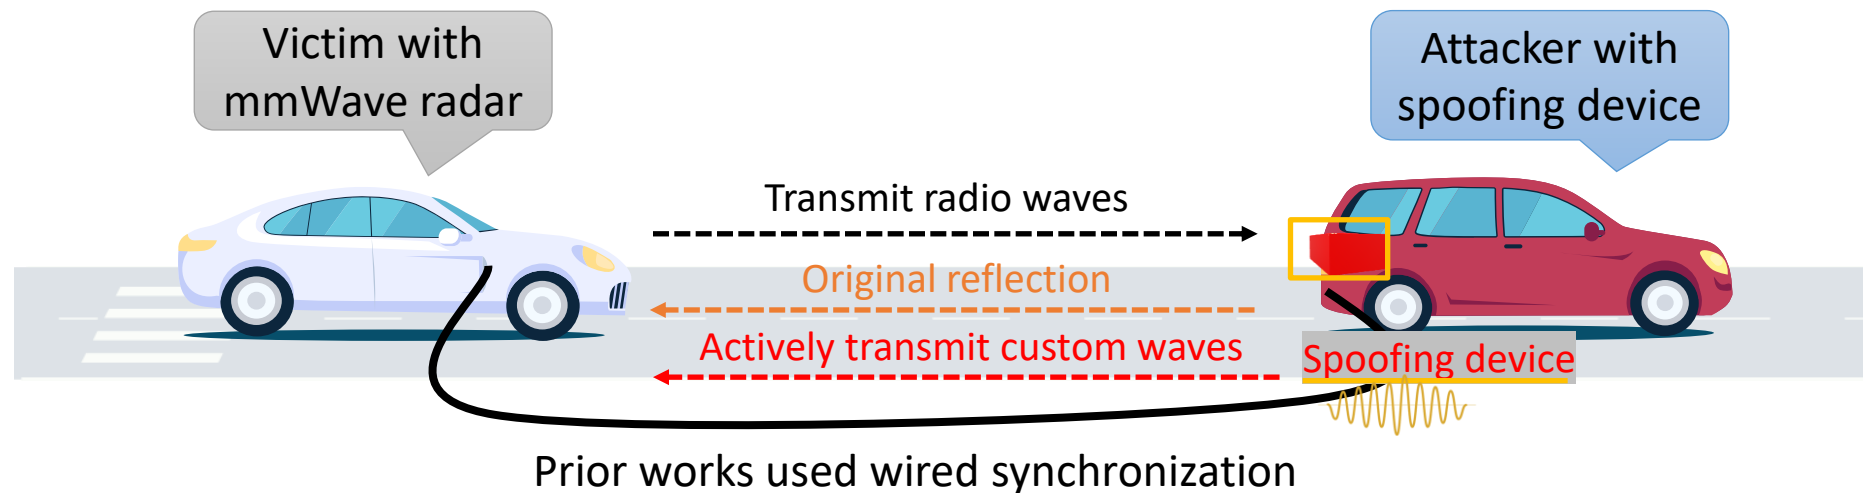 Victim with
mmWave radar
Attacker with
spoofing device
Transmit radio waves
Original reflection
Actively transmit custom waves
Spoofing device
Prior works used wired synchronization